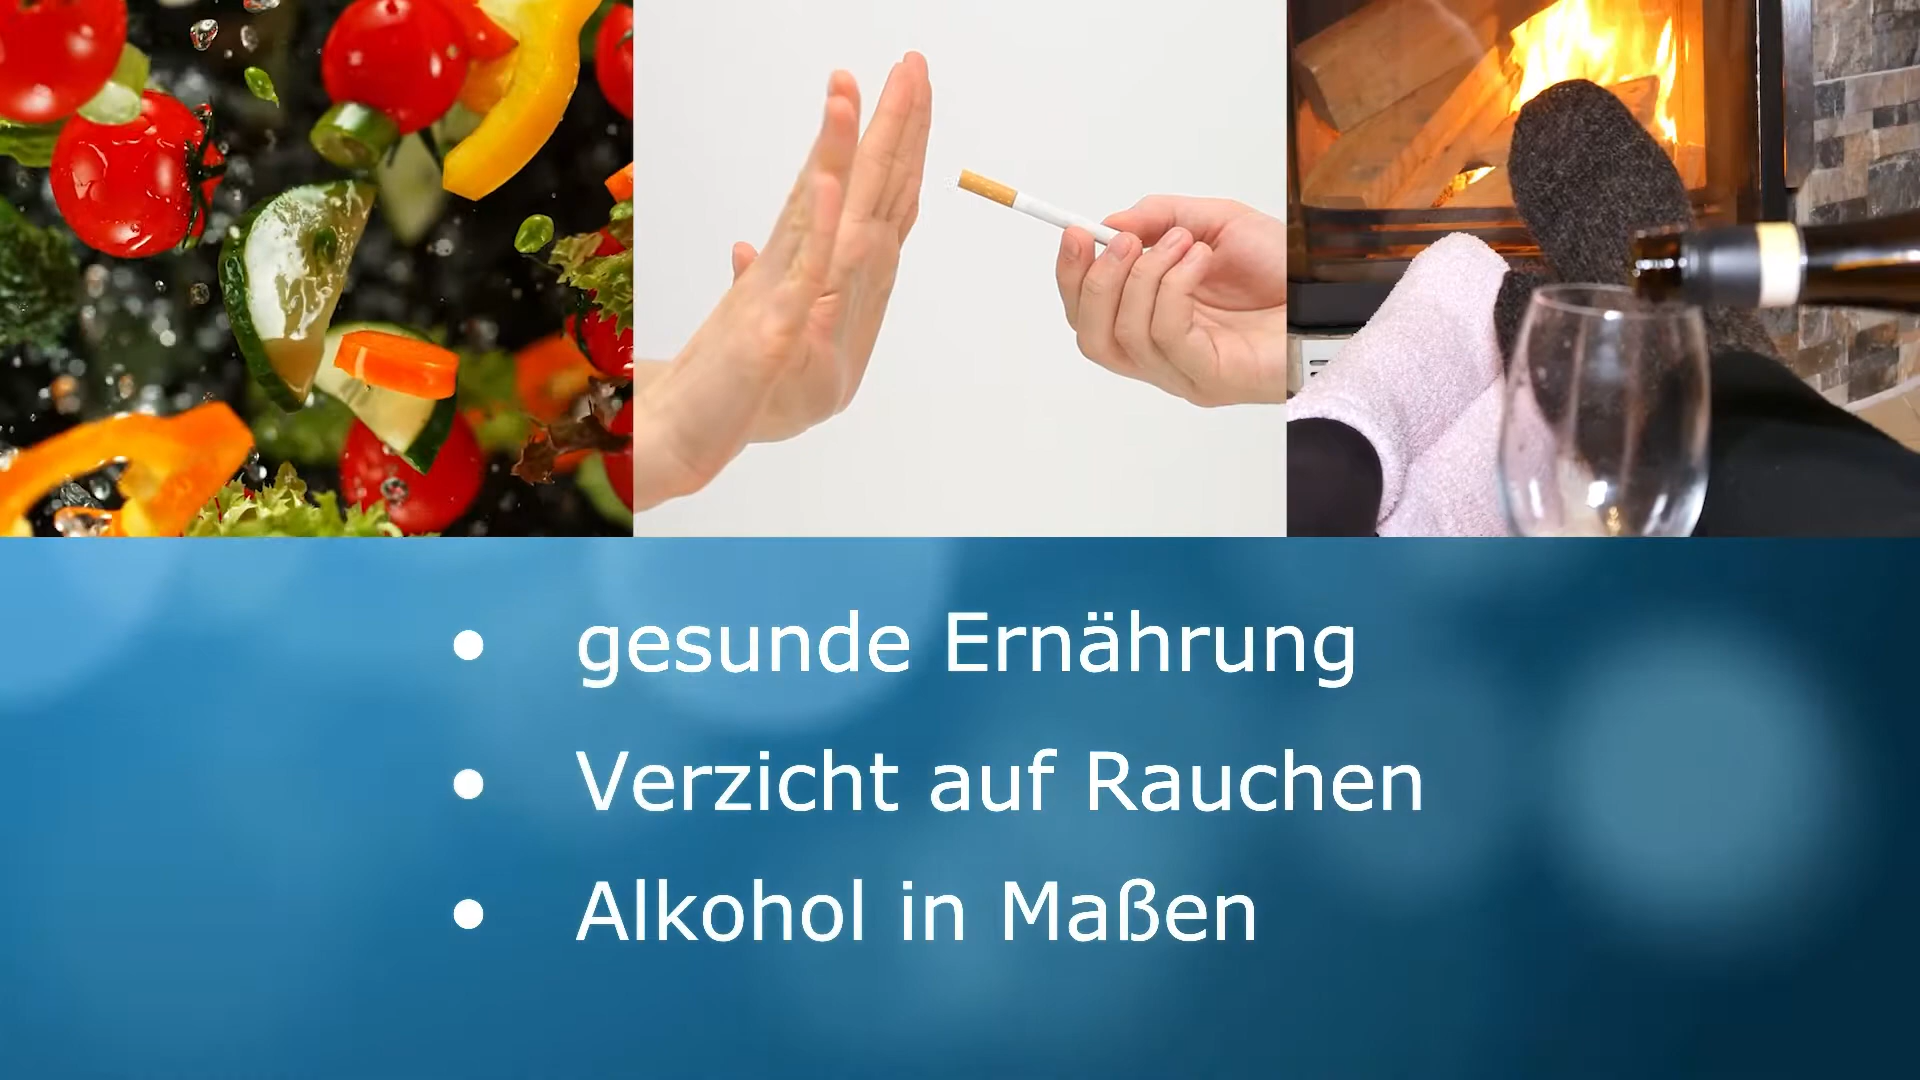 • gesunde Ernährung
• Verzicht auf Rauchen
• Alkohol in Maßen